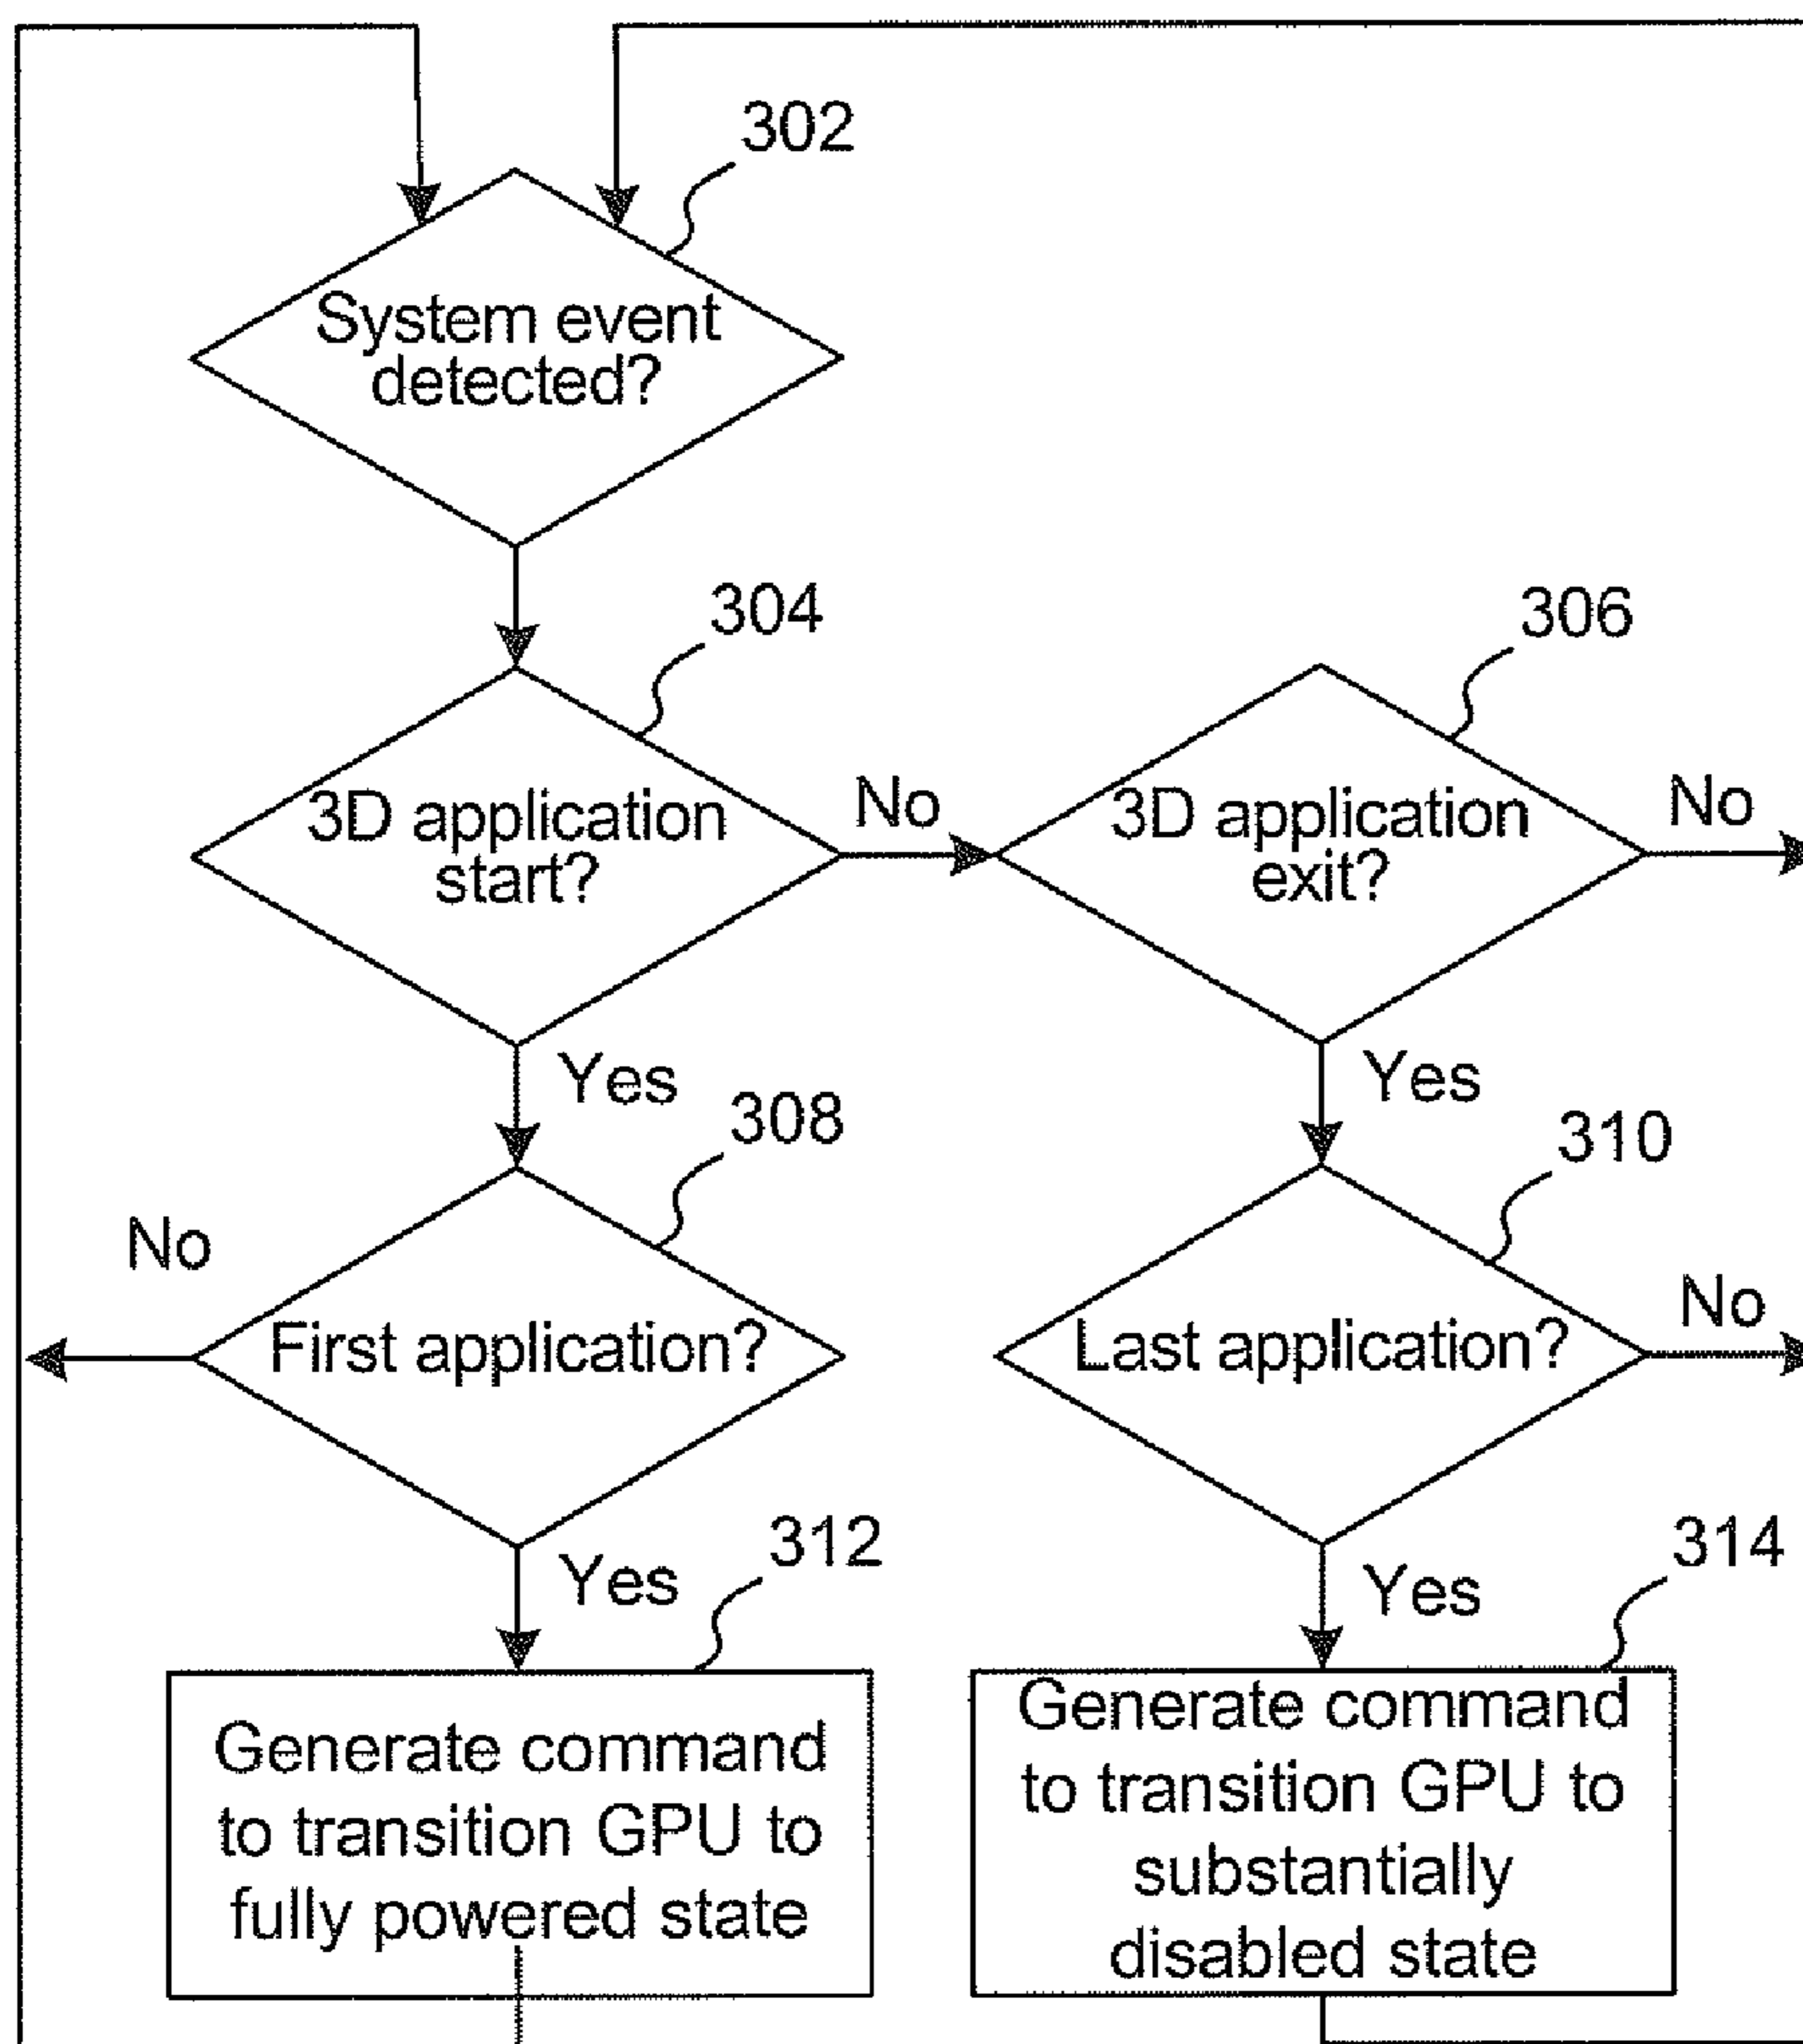 302
System event
detected?
304
306
3D application
start?
No
3D application
exit?
No
Yes
Yes
308
310
No
First application?
Last application?
No
Yes
312
Yes
314
Generate command
to transition GPU to
fully powered state
Generate command
to transition GPU to
substantially
disabled state